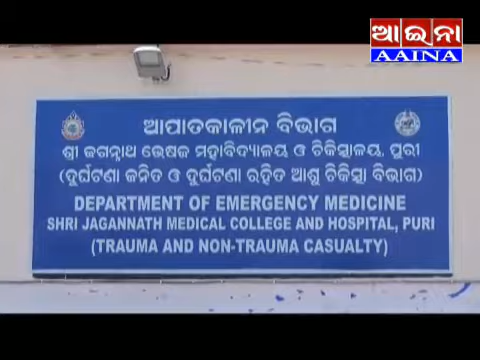 ଆଇନା
AAINA
ଆପାତକାଳୀନ ବିଭାଗ
ଶ୍ରୀ ଜଗନ୍ନାଥ ଭେଷଜ ମହାବିଦ୍ୟାଳୟ ଓ ଚିକିତ୍ସାଳୟ, ପୁରୀ
(ଦୁର୍ଘଟଣା ଜନିତ ଓ ଦୁର୍ଘଟଣା ରହିତ ଆଶୁ ଚିକିତ୍ସା ବିଭାଗ)
DEPARTMENT OF EMERGENCY MEDICINE
SHRI JAGANNATH MEDICAL COLLEGE AND HOSPITAL, PURI
(TRAUMA AND NON-TRAUMA CASUALTY)